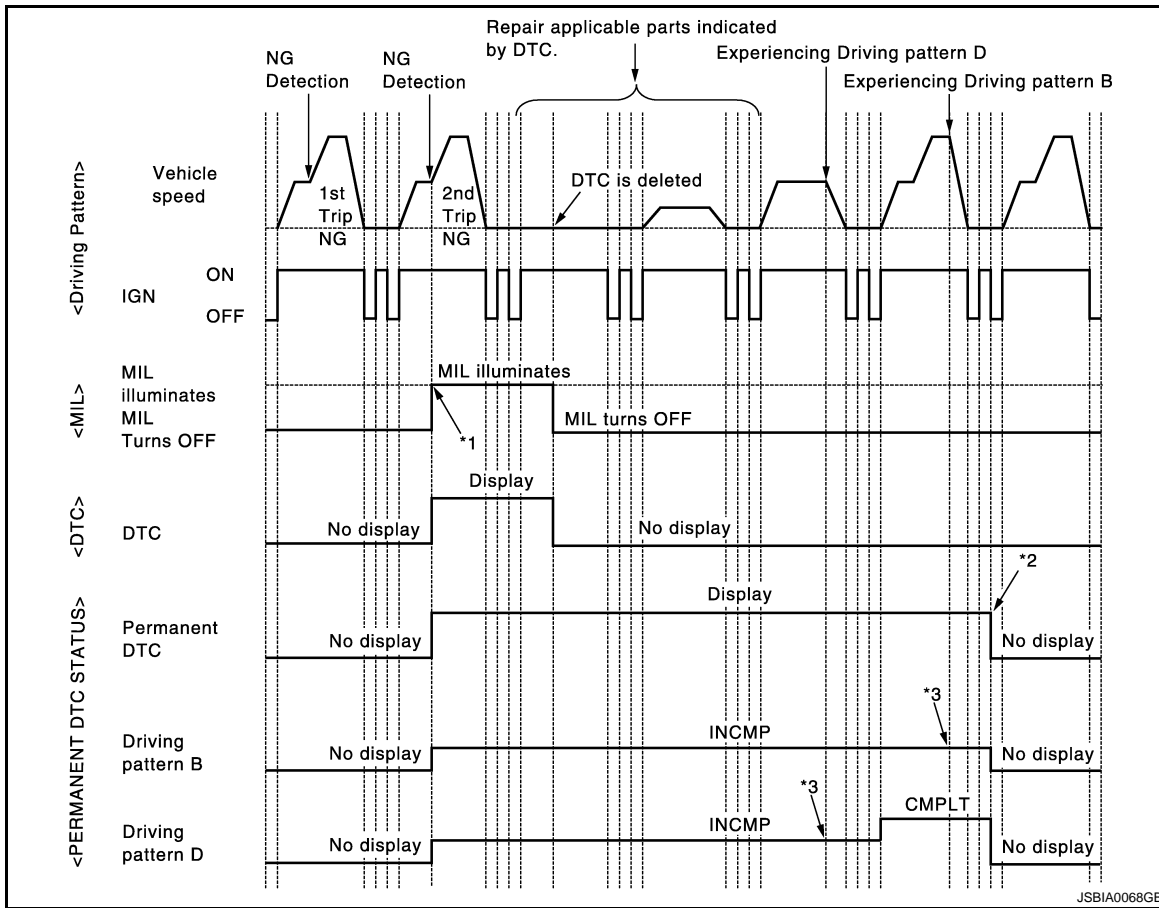 Repair applicable parts indicated
by DTC.
NG
Detection
NG
Detection
Experiencing Driving pattern D
Experiencing Driving pattern B
<Driving Pattern>
Vehicle
speed
1st
Trip
NG
2nd
Trip
NG
DTC is deleted
IGN
ON
OFF
<MIL>
MIL
illuminates
MIL
Turns OFF
MIL illuminates
*1
MIL turns OFF
<DTC>
DTC
No display
Display
No display
<PERMANENT DTC STATUS>
Permanent
DTC
No display
Display
*2
No display
Driving
pattern B
No display
INCMP
*3
No display
Driving
pattern D
No display
INCMP
*3
CMPLT
No display
JSBIA0068GB